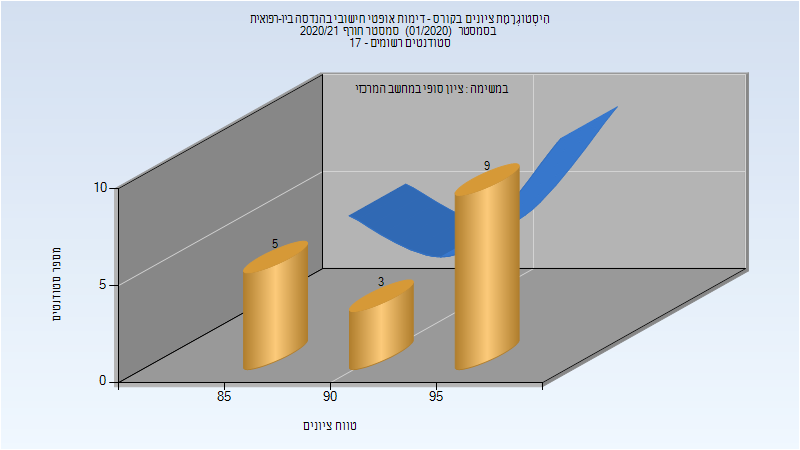 היסטוגרמת ציונים בקורס - דימות אופטי חישובי בהנדסה ביו-רפואית
בסמסטר (01/2020) סמסטר חורף 2020/21
סטודנטים רשומים - 17
במשימה : ציון סופי במחשב המרכזי
9
10
5
3
5
0
מספר סטודנטים
85
90
95
טווח ציונים